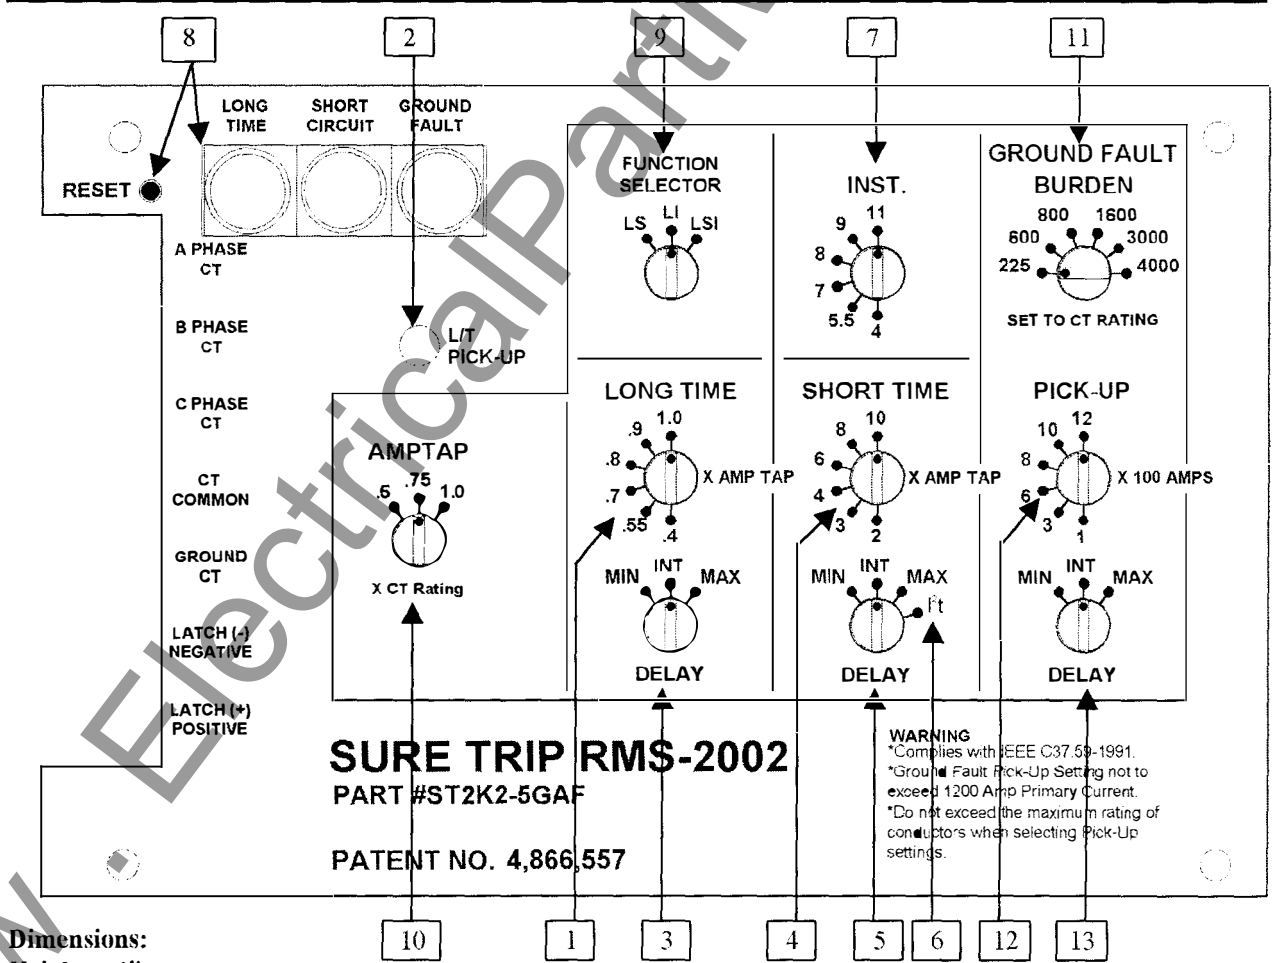 8
2
9
7
11
LONG TIME
SHORT CIRCUIT
GROUND FAULT
RESET
A PHASE CT
B PHASE CT
C PHASE CT
CT COMMON
GROUND CT
LATCH (-) NEGATIVE
LATCH (+) POSITIVE
L/T PICK-UP
FUNCTION SELECTOR
LS
LI
LSI
INST.
11
9
8
7
5.5
4
GROUND FAULT BURDEN
800
1600
600
3000
225
4000
SET TO CT RATING
AMPTAP
.5
.75
1.0
X CT Rating
LONG TIME
1.0
.9
.8
.7
.55
.4
X AMP TAP
MIN
INT
MAX
DELAY
SHORT TIME
10
8
6
4
3
2
X AMP TAP
MIN
INT
MAX
DELAY
PICK-UP
12
10
8
6
3
1
X 100 AMPS
MIN
INT
MAX
DELAY
SURE TRIP RMS-2002
PART #ST2K2-5GAF
PATENT NO. 4,866,557
WARNING
*Complies with IEEE C37.59-1991.
*Ground Fault Pick-Up Setting not to
exceed 1200 Amp Primary Current.
*Do not exceed the maximum rating of
conductors when selecting Pick-Up
settings.
10
1
3
4
5
6
12
13
Dimensions:
w. ElectricalPart